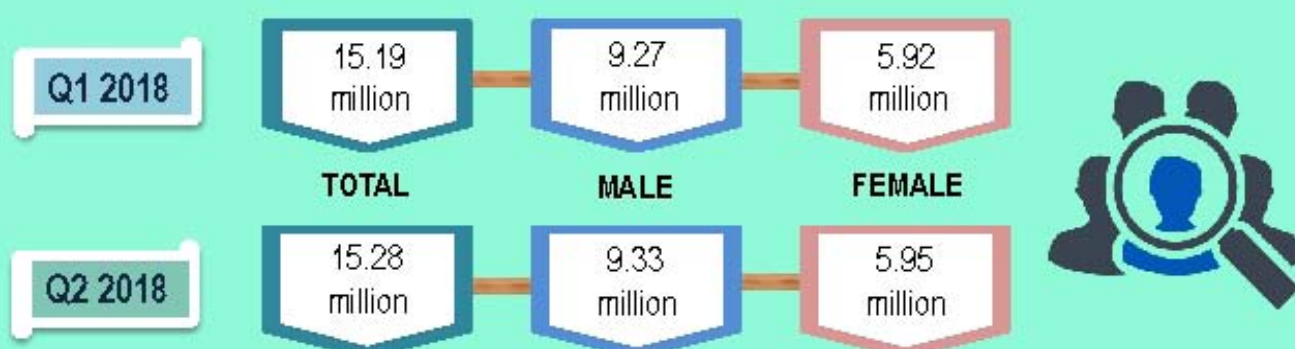 Q1 2018
15.19
million
9.27
million
5.92
million
TOTAL
MALE
FEMALE
Q2 2018
15.28
million
9.33
million
5.95
million